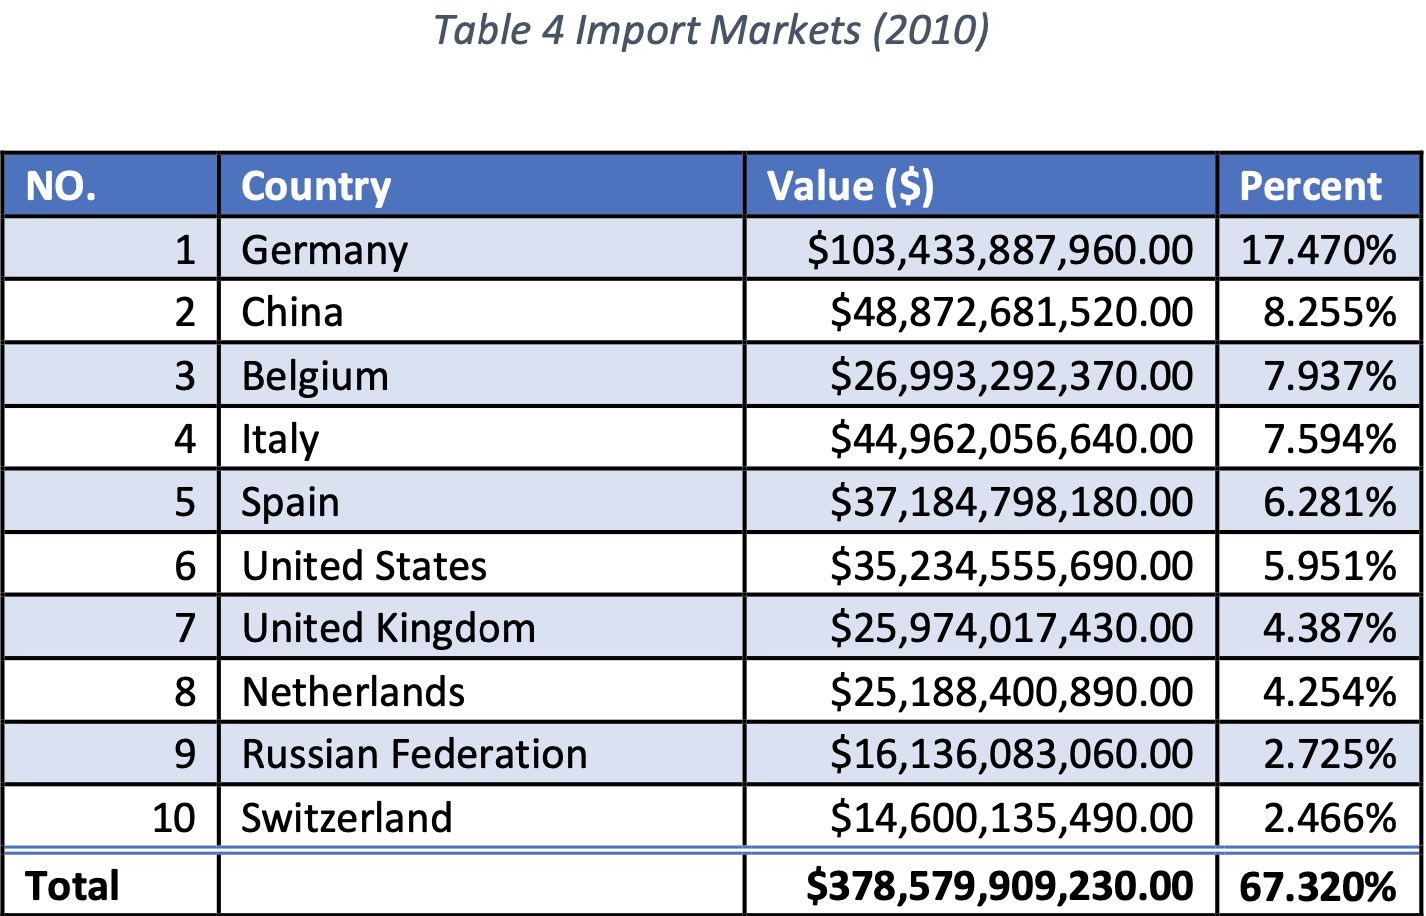 Table 4 Import Markets (2010)
NO. Country Value ($) Percent
1 Germany $103,433,887,960.00 17.470%
2 China $48,872,681,520.00 8.255%
3 Belgium $26,993,292,370.00 7.937%
4 Italy $44,962,056,640.00 7.594%
5 Spain $37,184,798,180.00 6.281%
6 United States $35,234,555,690.00 5.951%
7 United Kingdom $25,974,017,430.00 4.387%
8 Netherlands $25,188,400,890.00 4.254%
9 Russian Federation $16,136,083,060.00 2.725%
10 Switzerland $14,600,135,490.00 2.466%
Total $378,579,909,230.00 67.320%